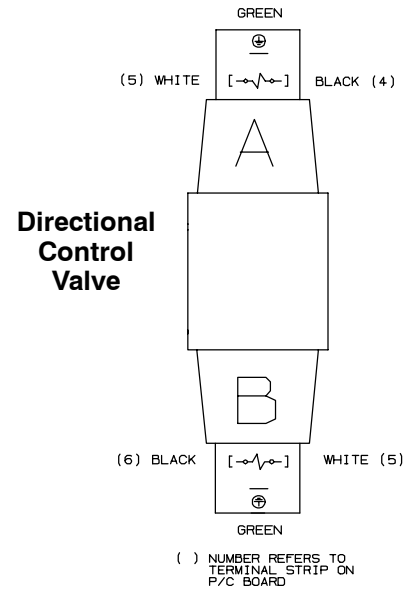 GREEN
(5) WHITE
BLACK (4)
A
Directional
Control
Valve
B
(6) BLACK
WHITE (5)
GREEN
( ) NUMBER REFERS TO
TERMINAL STRIP ON
P/C BOARD